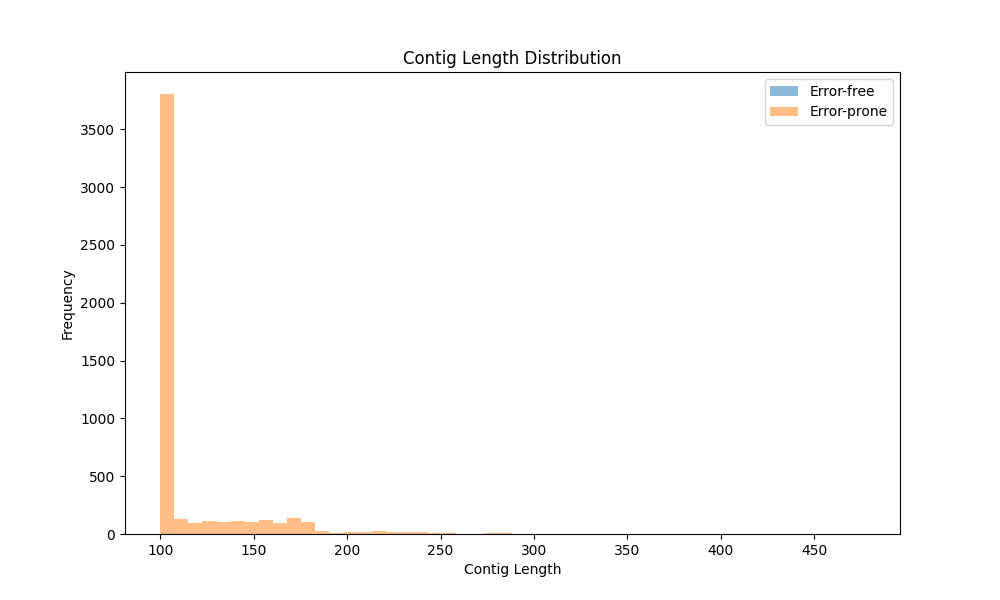 Contig Length Distribution
Error-free
Error-prone
Frequency
3500
3000
2500
2000
1500
1000
500
0
100 150 200 250 300 350 400 450
Contig Length